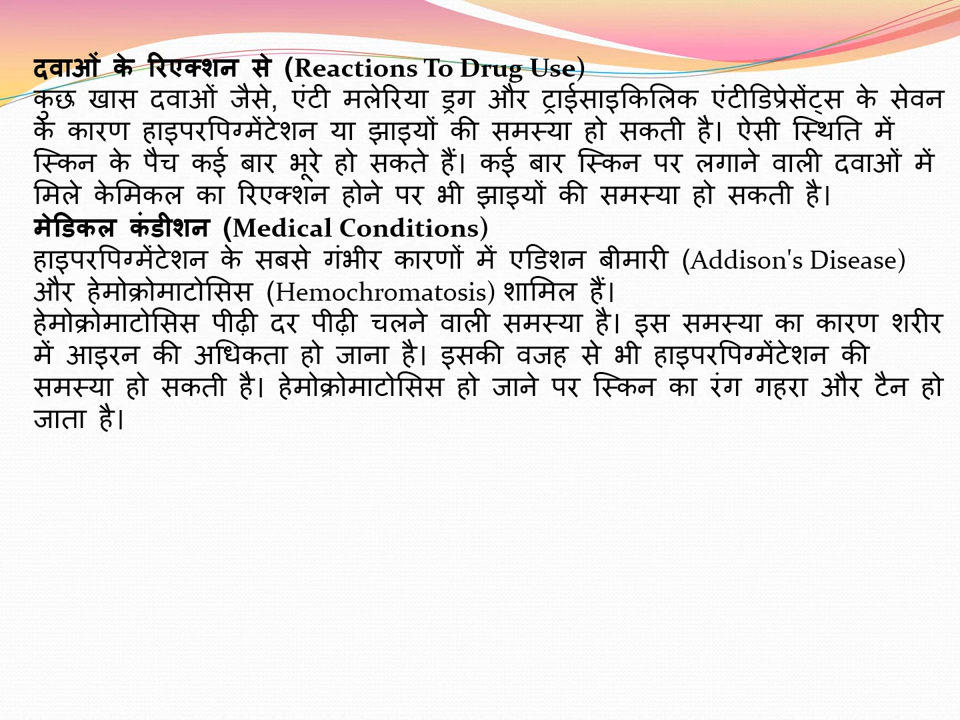 दवाओं के रिएक्शन से (Reactions To Drug Use)
कुछ खास दवाओं जैसे, एंटी मलेरिया ड्रग और ट्राईसाइकिलिक एंटीडिप्रेसेंट्स के सेवन
के कारण हाइपरपिग्मेंटेशन या झाइयों की समस्या हो सकती है। ऐसी स्थिति में
स्किन के पैच कई बार भूरे हो सकते हैं। कई बार स्किन पर लगाने वाली दवाओं में
मिले केमिकल का रिएक्शन होने पर भी झाइयों की समस्या हो सकती है।
मेडिकल कंडीशन (Medical Conditions)
हाइपरपिग्मेंटेशन के सबसे गंभीर कारणों में एडिशन बीमारी (Addison's Disease)
और हेमोक्रोमाटोसिस (Hemochromatosis) शामिल हैं।
हेमोक्रोमाटोसिस पीढ़ी दर पीढ़ी चलने वाली समस्या है। इस समस्या का कारण शरीर
में आइरन की अधिकता हो जाना है। इसकी वजह से भी हाइपरपिग्मेंटेशन की
समस्या हो सकती है। हेमोक्रोमाटोसिस हो जाने पर स्किन का रंग गहरा और टैन हो
जाता है।